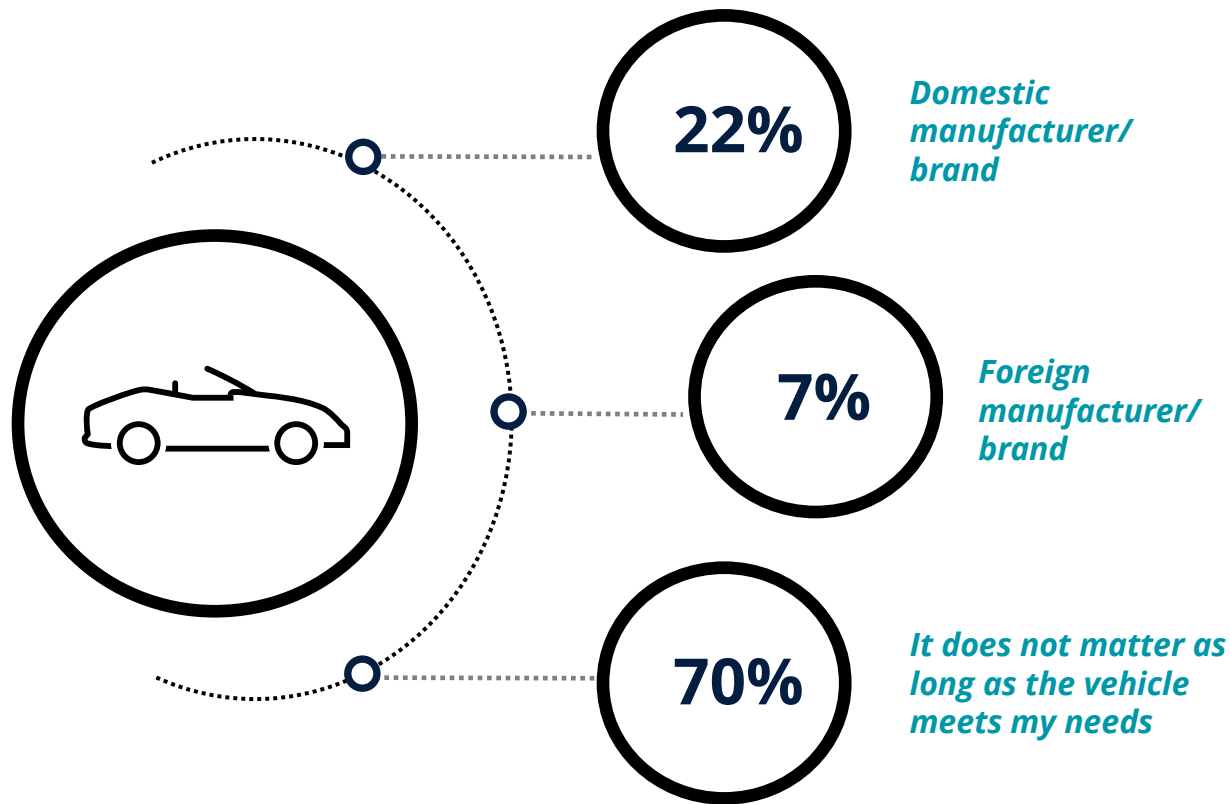 22%
Domestic
manufacturer/
brand
7%
Foreign
manufacturer/
brand
70%
It does not matter as
long as the vehicle
meets my needs